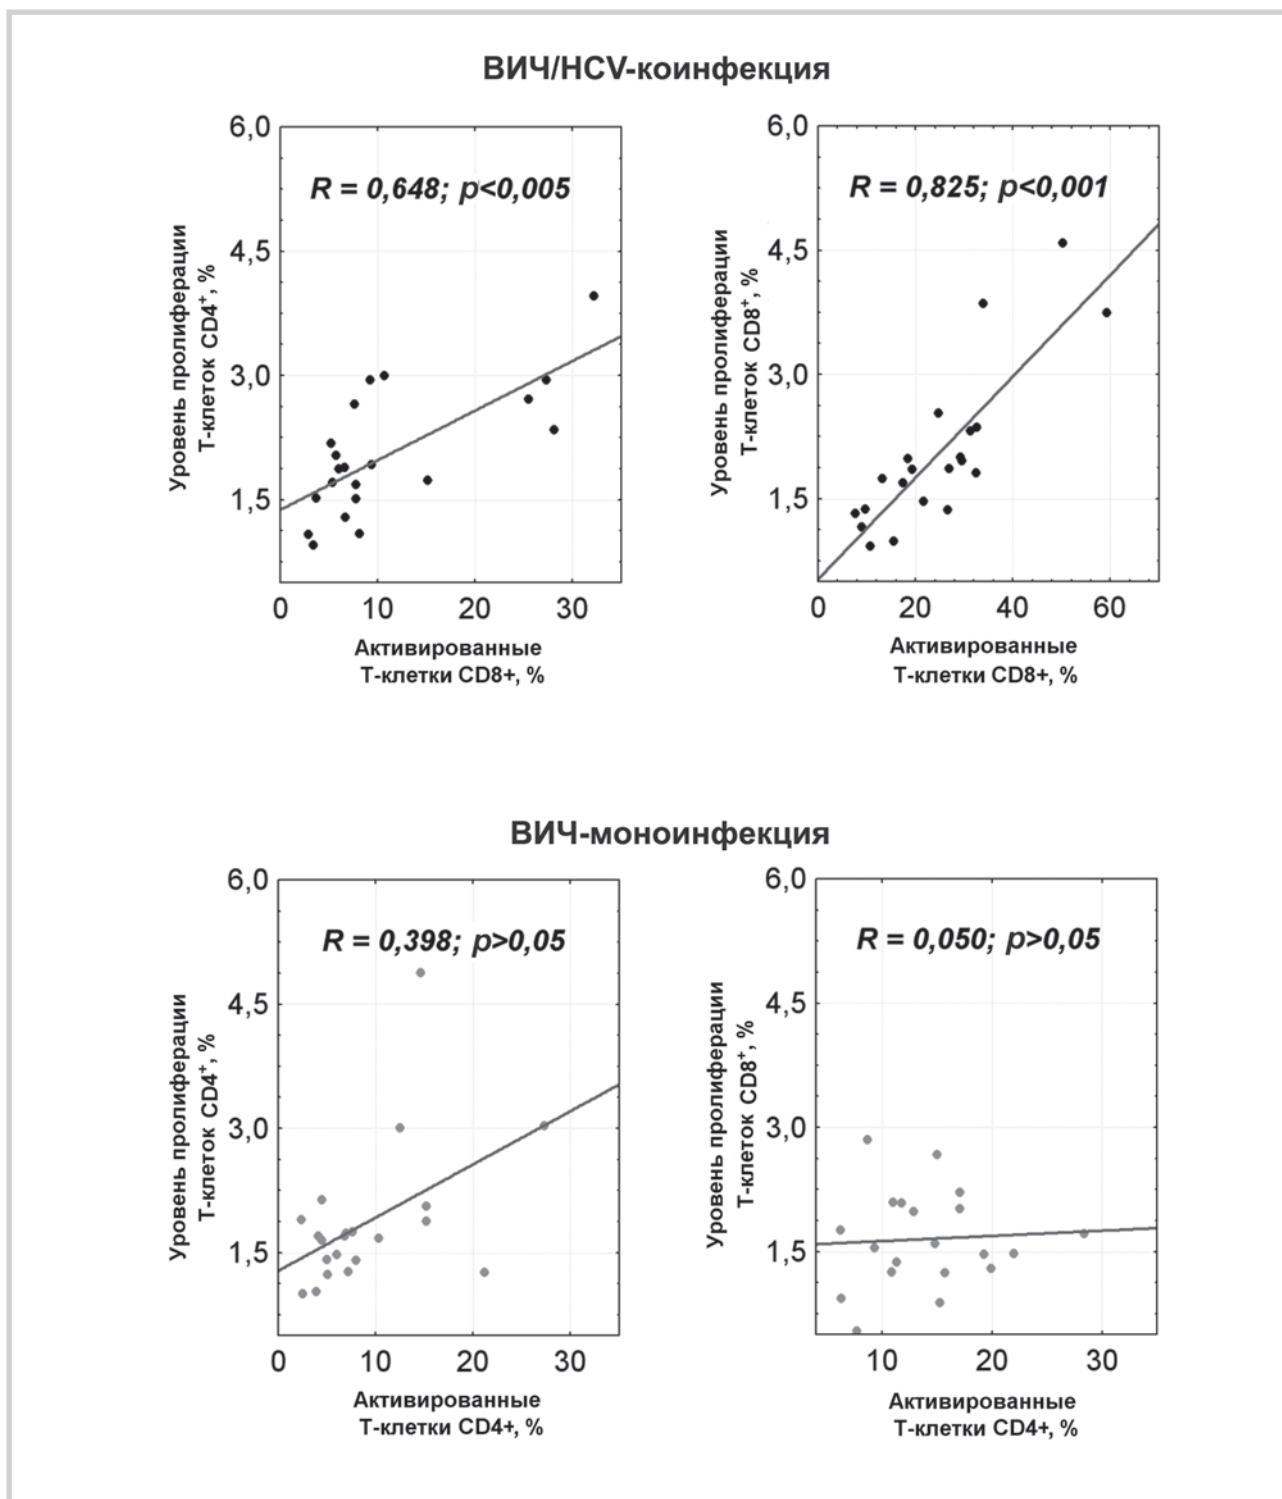 ВИЧ/HCV-коинфекция
Уровень пролиферации
Т-клеток CD4⁺, %
6,0
4,5
3,0
1,5
R = 0,648; p<0,005
0 10 20 30
Активированные
Т-клетки CD8+, %
Уровень пролиферации
Т-клеток CD8⁺, %
6,0
4,5
3,0
1,5
R = 0,825; p<0,001
0 20 40 60
Активированные
Т-клетки CD8+, %
ВИЧ-моноинфекция
Уровень пролиферации
Т-клеток CD4⁺, %
6,0
4,5
3,0
1,5
R = 0,398; p>0,05
0 10 20 30
Активированные
Т-клетки CD4+, %
Уровень пролиферации
Т-клеток CD8⁺, %
6,0
4,5
3,0
1,5
R = 0,050; p>0,05
10 20 30
Активированные
Т-клетки CD4+, %